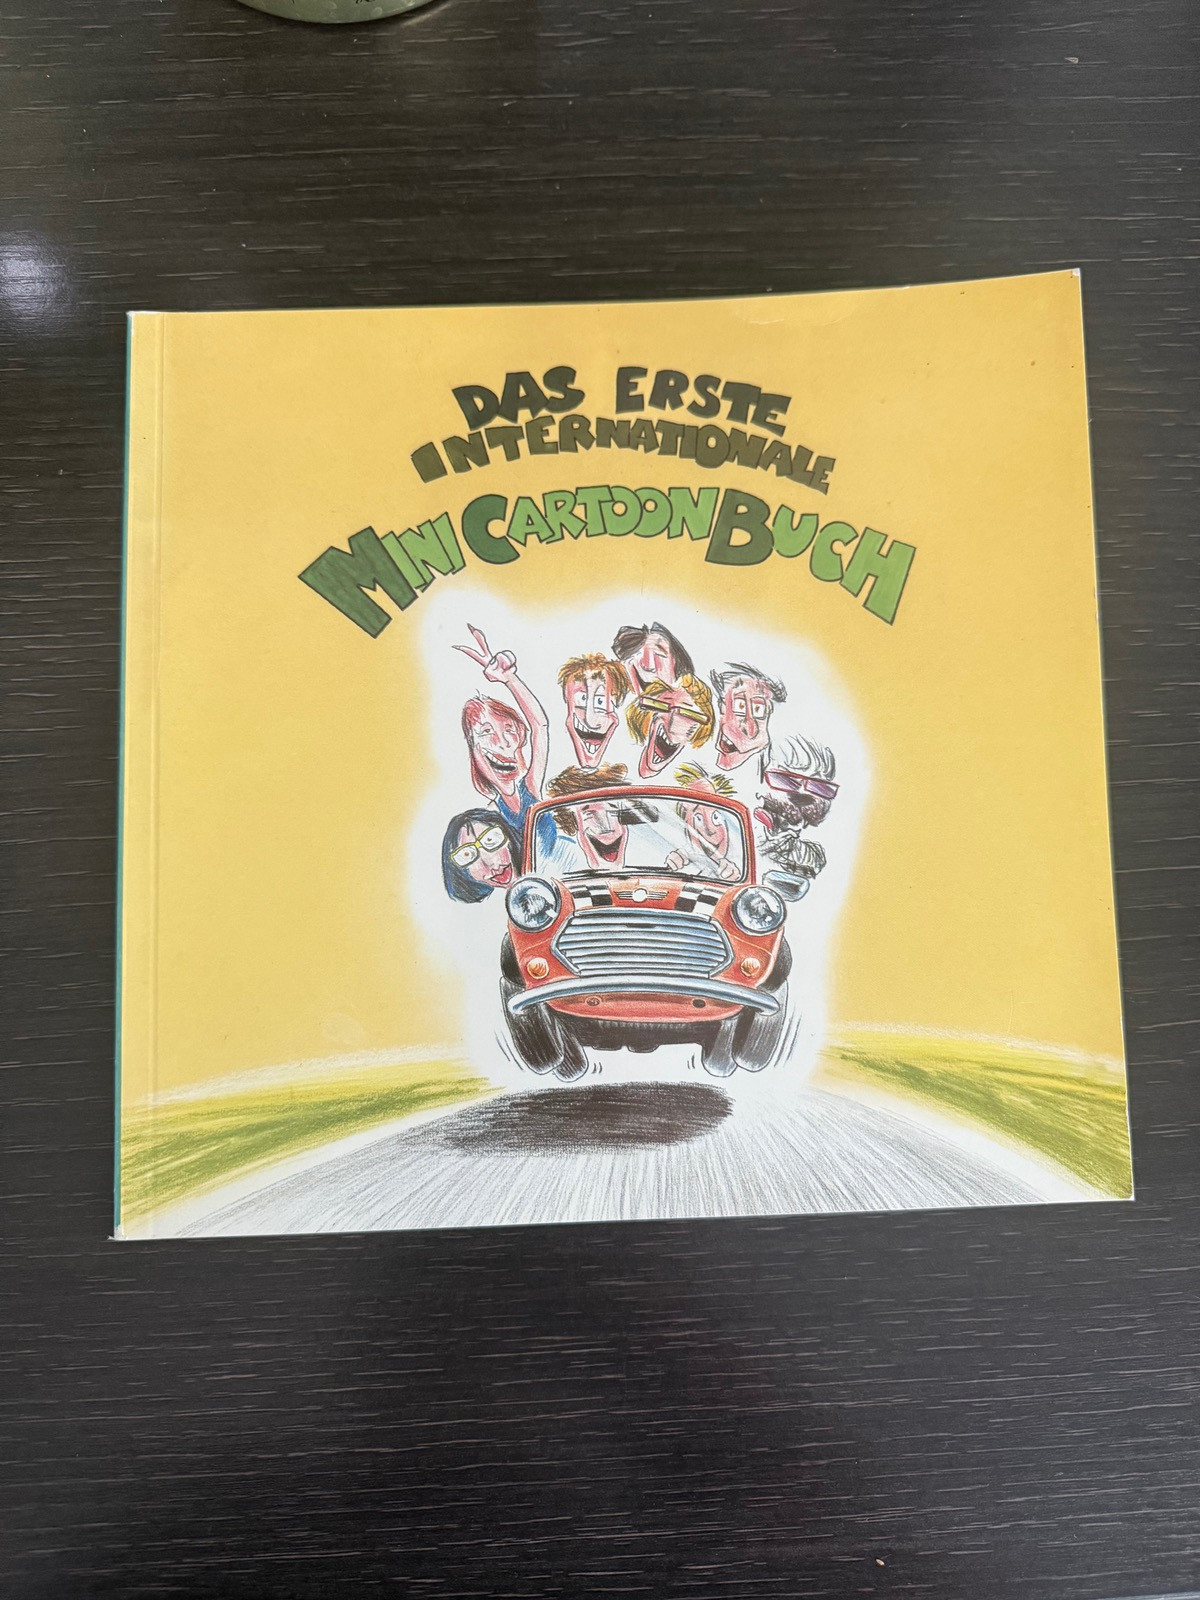 DAS ERSTE
INTERNATIONALE
MINI CARTOON BUCH